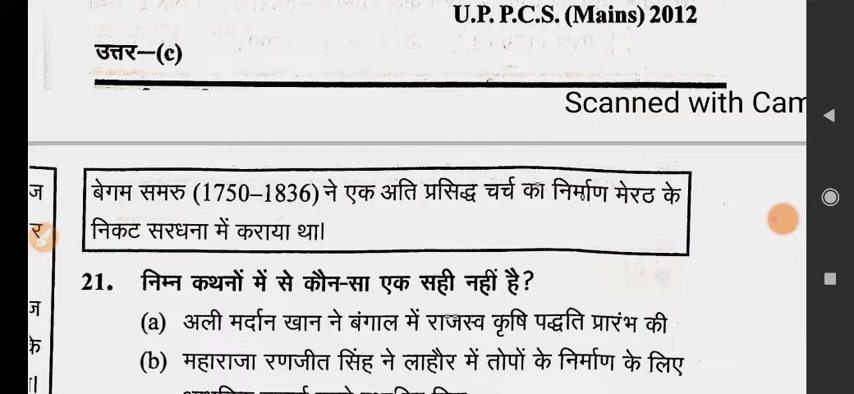 U.P. P.C.S. (Mains) 2012
उत्तर—(c)
Scanned with Cam
ज
बेगम समरु (1750–1836) ने एक अति प्रसिद्ध चर्च का निर्माण मेरठ के
र
निकट सरधना में कराया था।
21. निम्न कथनों में से कौन-सा एक सही नहीं है?
ज
(a) अली मर्दान खान ने बंगाल में राजस्व कृषि पद्धति प्रारंभ की
के
(b) महाराजा रणजीत सिंह ने लाहौर में तोपों के निर्माण के लिए